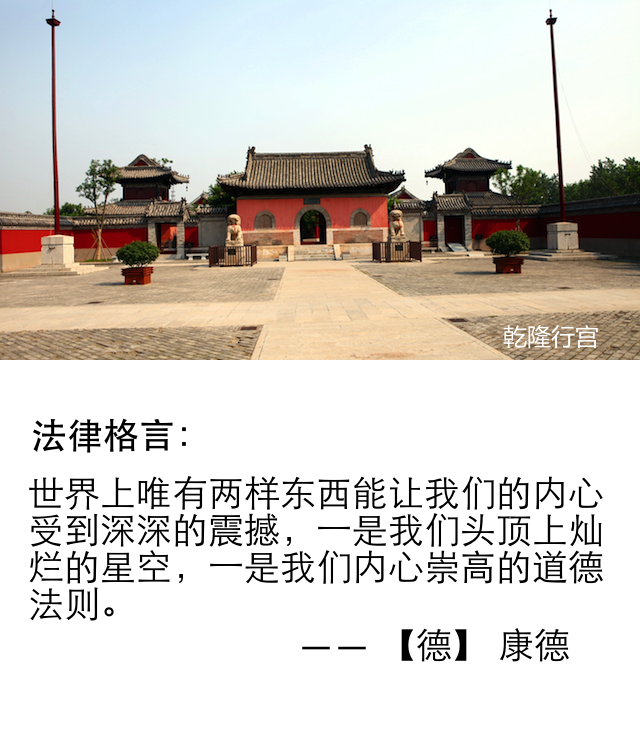 乾隆行宫
法律格言：
世界上唯有两样东西能让我们的内心
受到深深的震撼，一是我们头顶上灿
烂的星空，一是我们内心崇高的道德
法则。
—— 【德】 康德